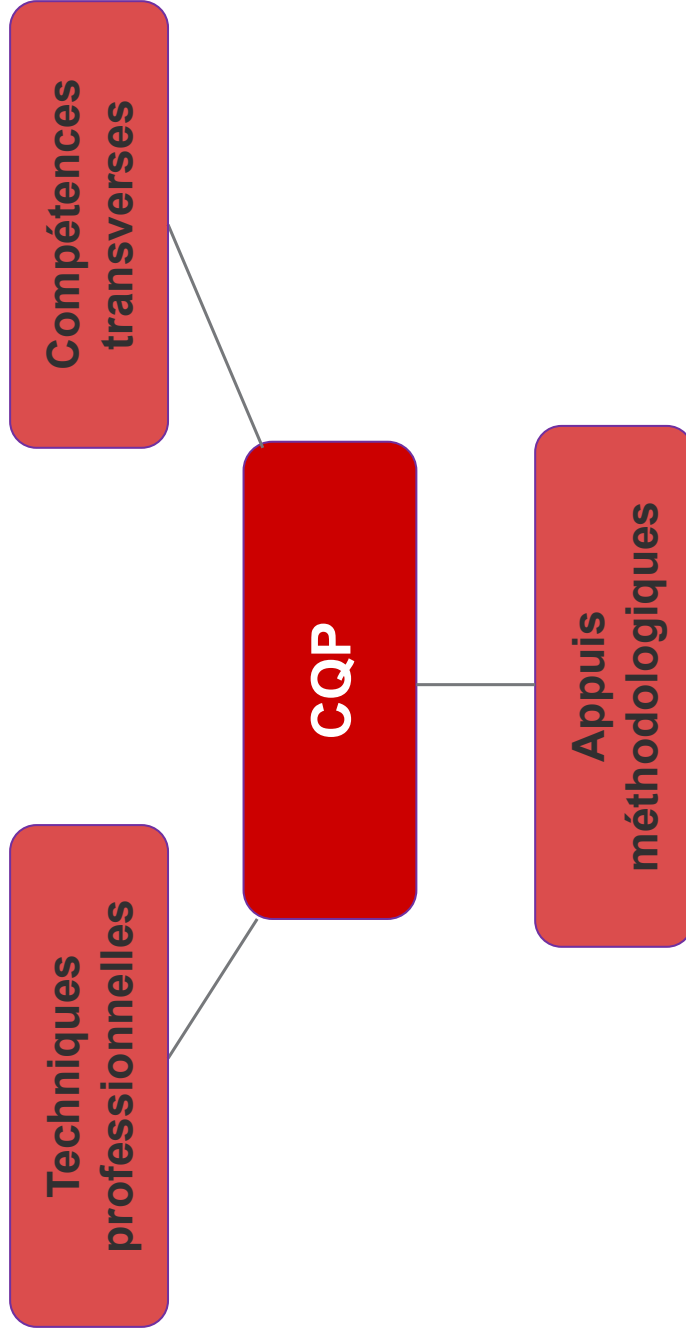 Techniques
professionnelles
Compétences
transverses
CQP
Appuis
méthodologiques